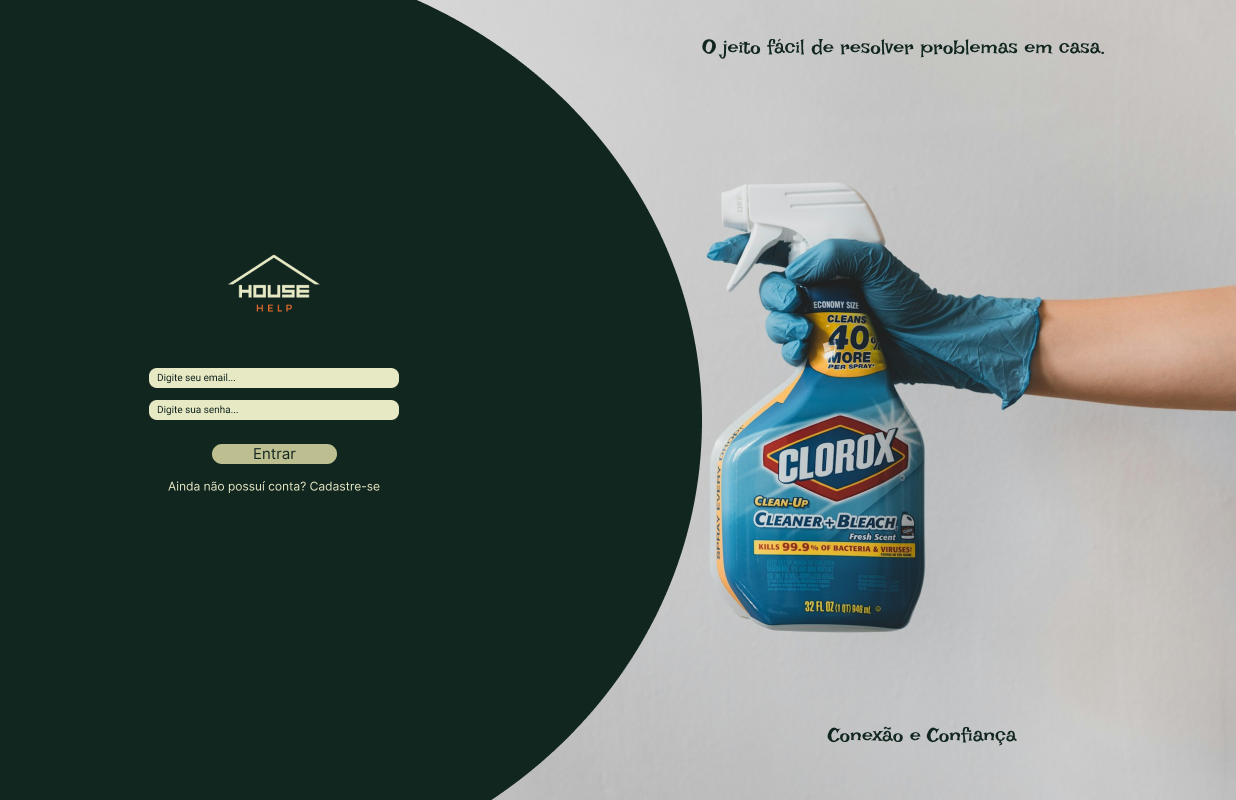 O jeito fácil de resolver problemas em casa.
HOUSE
HELP
Digite seu email...
Digite sua senha...
Entrar
Ainda não possuí conta? Cadastre-se
ECONOMY SIZE
CLEANS
40%
MORE
PER SPRAY*
SPRAY EVERY
CLOROX
CLEAN-UP
CLEANER + BLEACH
Fresh Scent
KILLS 99.9% OF BACTERIA & VIRUSES!
32 FL OZ (1 QT) 946 mL
Conexão e Confiança